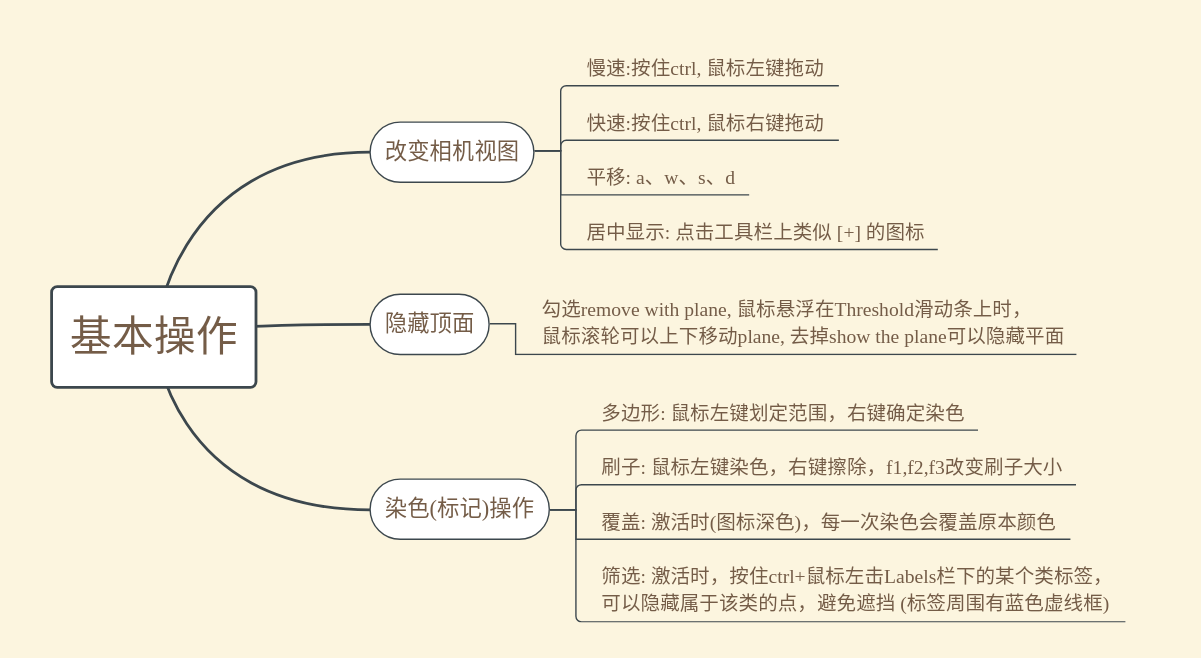 基本操作
改变相机视图
慢速:按住ctrl, 鼠标左键拖动
快速:按住ctrl, 鼠标右键拖动
平移: a、w、s、d
居中显示: 点击工具栏上类似 [+] 的图标
隐藏顶面
勾选remove with plane, 鼠标悬浮在Threshold滑动条上时，
鼠标滚轮可以上下移动plane, 去掉show the plane可以隐藏平面
染色(标记)操作
多边形: 鼠标左键划定范围，右键确定染色
刷子: 鼠标左键染色，右键擦除，f1,f2,f3改变刷子大小
覆盖: 激活时(图标深色)，每一次染色会覆盖原本颜色
筛选: 激活时，按住ctrl+鼠标左击Labels栏下的某个类标签，
可以隐藏属于该类的点，避免遮挡 (标签周围有蓝色虚线框)